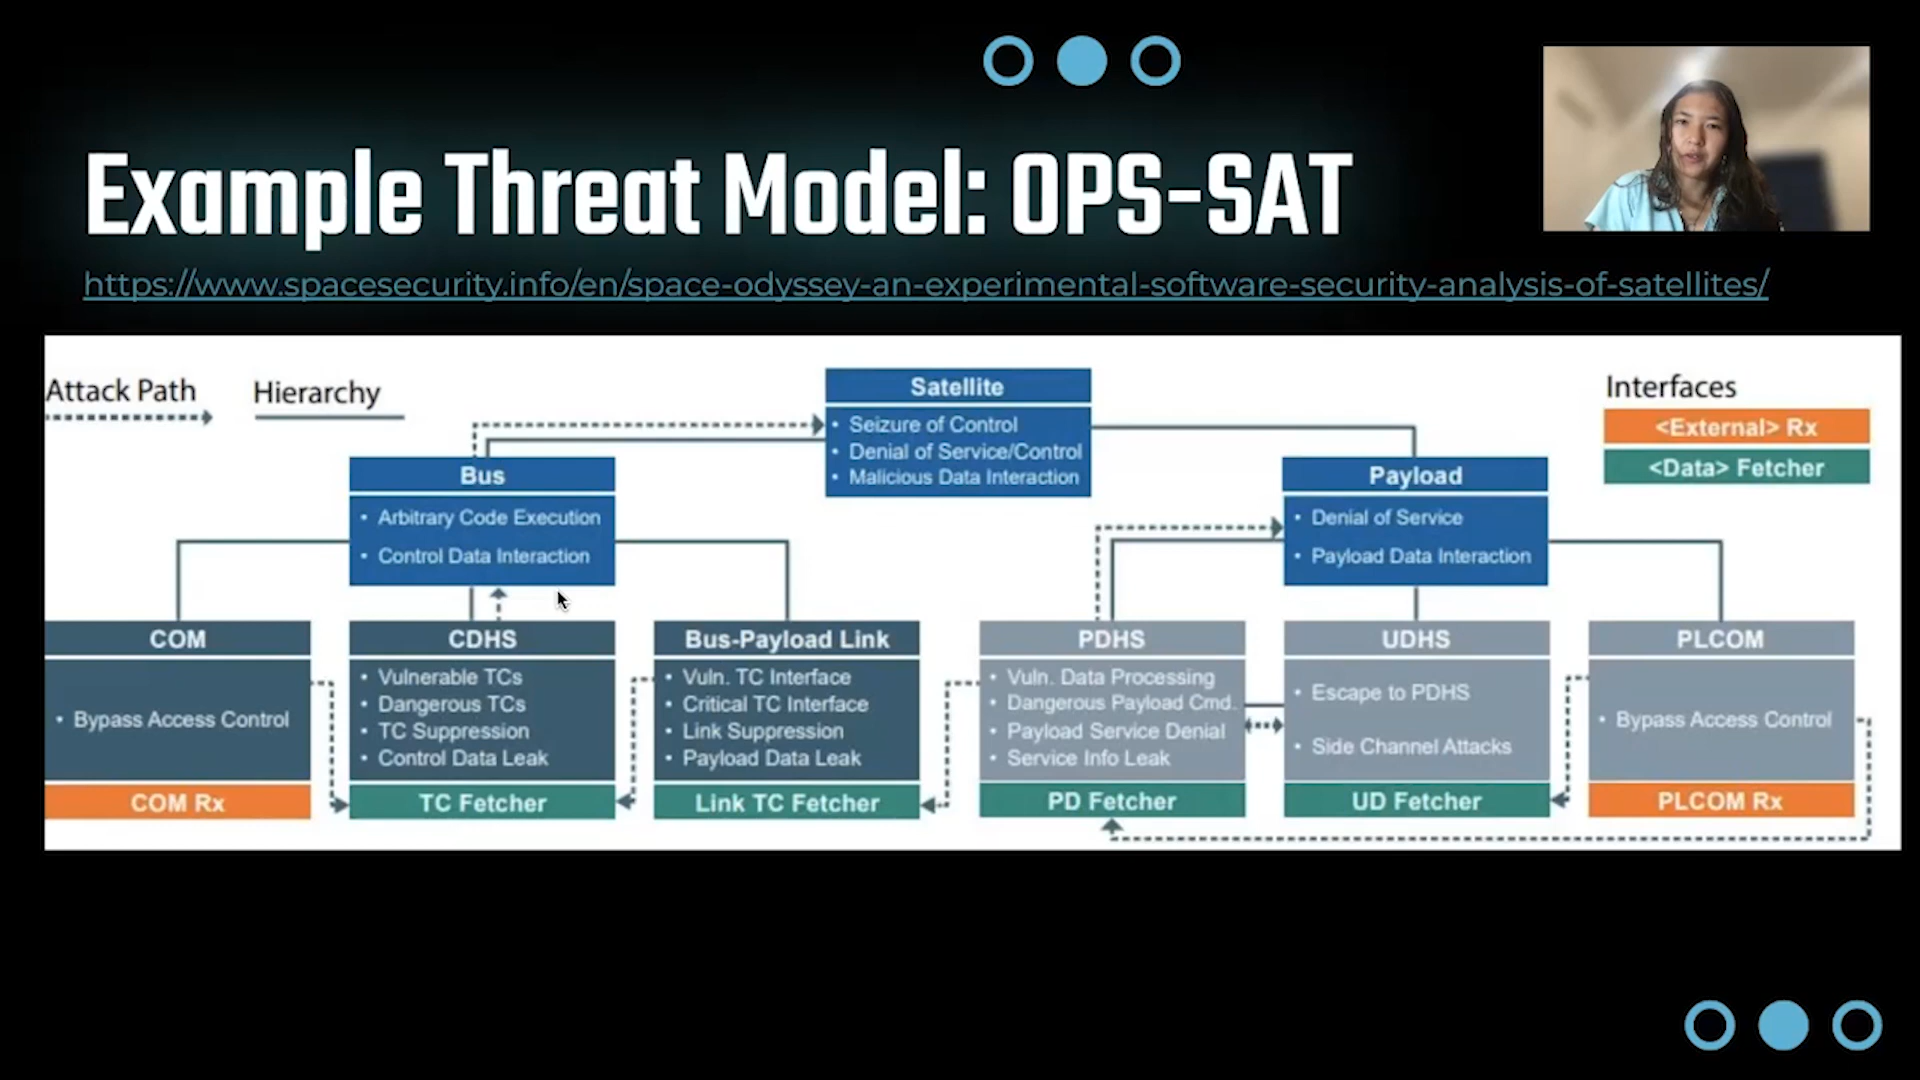 Example Threat Model: OPS-SAT
https://www.spacesecurity.info/en/space-odyssey-an-experimental-software-security-analysis-of-satellites/
Attack Path
Hierarchy
Satellite
• Seizure of Control
• Denial of Service/Control
• Malicious Data Interaction
Interfaces
<External> Rx
<Data> Fetcher
Bus
• Arbitrary Code Execution
• Control Data Interaction
Payload
• Denial of Service
• Payload Data Interaction
COM
• Bypass Access Control
COM Rx
CDHS
• Vulnerable TCs
• Dangerous TCs
• TC Suppression
• Control Data Leak
TC Fetcher
Bus-Payload Link
• Vuln. TC Interface
• Critical TC Interface
• Link Suppression
• Payload Data Leak
Link TC Fetcher
PDHS
• Vuln. Data Processing
• Dangerous Payload Cmd.
• Payload Service Denial
• Service Info Leak
PD Fetcher
UDHS
• Escape to PDHS
• Side Channel Attacks
UD Fetcher
PLCOM
• Bypass Access Control
PLCOM Rx